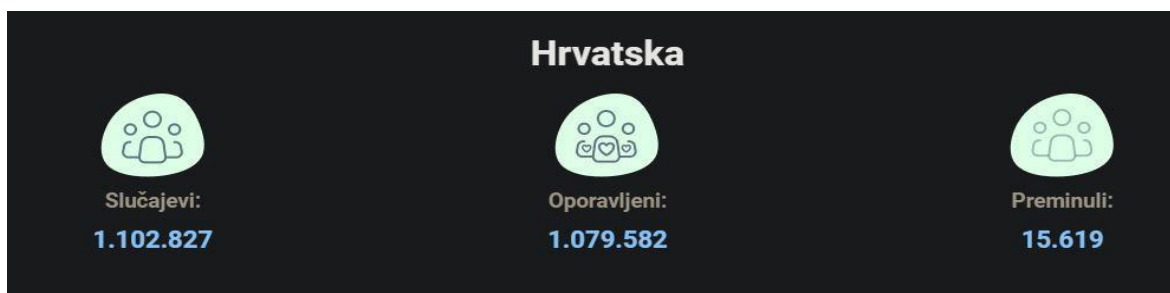 Hrvatska
Slučajevi:
Oporavljeni:
Preminuli:
1.102.827
1.079.582
15.619